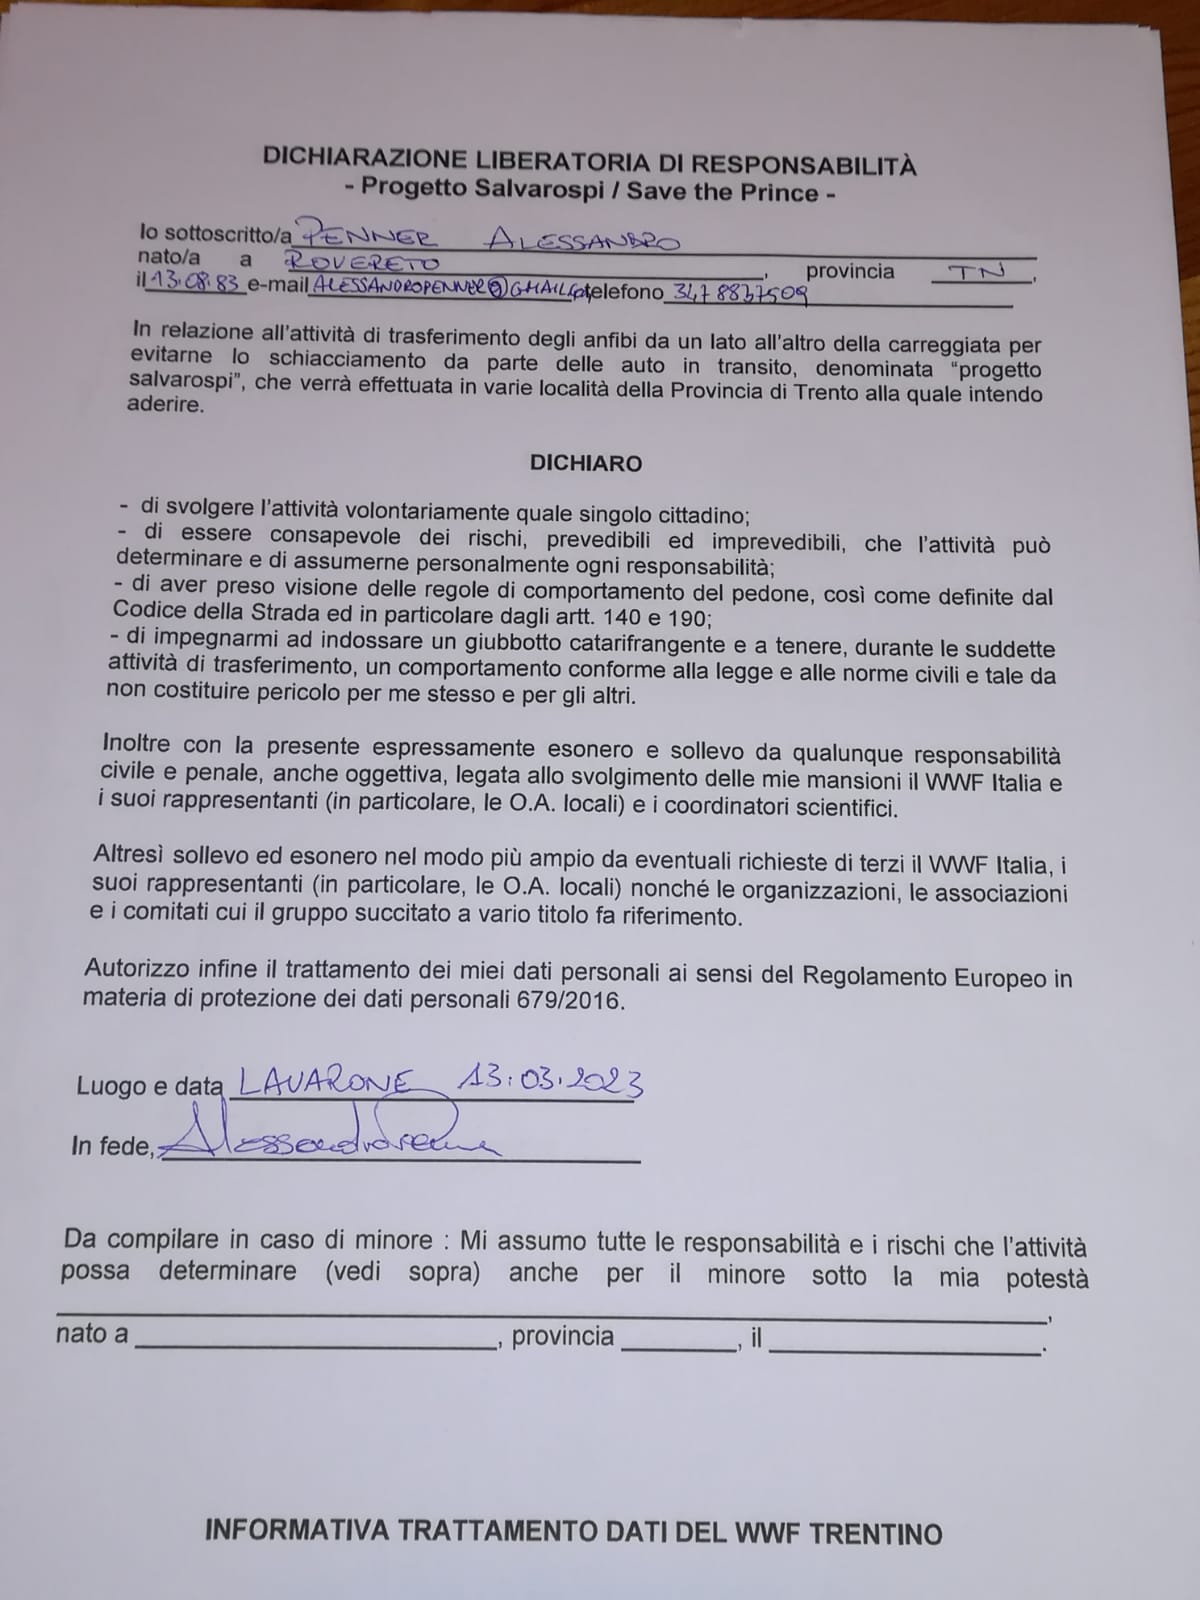 DICHIARAZIONE LIBERATORIA DI RESPONSABILITÀ
- Progetto Salvarospi / Save the Prince -
Io sottoscritto/a PENNER ALESSANDRO
nato/a a ROVERETO, provincia TN,
il 13.08.83 e-mail ALESSANDROPENNER@GMAIL.COM telefono 347 8837509
In relazione all'attività di trasferimento degli anfibi da un lato all'altro della carreggiata per
evitarne lo schiacciamento da parte delle auto in transito, denominata "progetto
salvarospi", che verrà effettuata in varie località della Provincia di Trento alla quale intendo
aderire.
DICHIARO
- di svolgere l'attività volontariamente quale singolo cittadino;
- di essere consapevole dei rischi, prevedibili ed imprevedibili, che l'attività può
determinare e di assumerne personalmente ogni responsabilità;
- di aver preso visione delle regole di comportamento del pedone, così come definite dal
Codice della Strada ed in particolare dagli artt. 140 e 190;
- di impegnarmi ad indossare un giubbotto catarifrangente e a tenere, durante le suddette
attività di trasferimento, un comportamento conforme alla legge e alle norme civili e tale da
non costituire pericolo per me stesso e per gli altri.
Inoltre con la presente espressamente esonero e sollevo da qualunque responsabilità
civile e penale, anche oggettiva, legata allo svolgimento delle mie mansioni il WWF Italia e
i suoi rappresentanti (in particolare, le O.A. locali) e i coordinatori scientifici.
Altresì sollevo ed esonero nel modo più ampio da eventuali richieste di terzi il WWF Italia, i
suoi rappresentanti (in particolare, le O.A. locali) nonché le organizzazioni, le associazioni
e i comitati cui il gruppo succitato a vario titolo fa riferimento.
Autorizzo infine il trattamento dei miei dati personali ai sensi del Regolamento Europeo in
materia di protezione dei dati personali 679/2016.
Luogo e data LAVARONE 13.03.2023
In fede, Alessandro Penner
Da compilare in caso di minore : Mi assumo tutte le responsabilità e i rischi che l'attività
possa determinare (vedi sopra) anche per il minore sotto la mia potestà
,
nato a , provincia , il .
INFORMATIVA TRATTAMENTO DATI DEL WWF TRENTINO